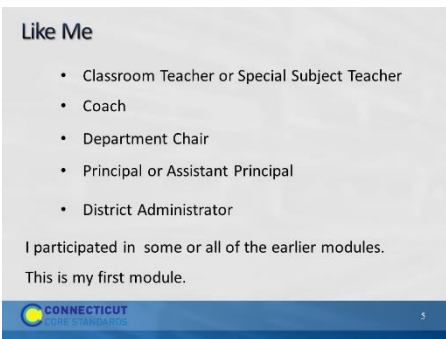 Like Me
• Classroom Teacher or Special Subject Teacher
• Coach
• Department Chair
• Principal or Assistant Principal
• District Administrator
I participated in some or all of the earlier modules.
This is my first module.
CONNECTICUT
CORE STANDARDS
5